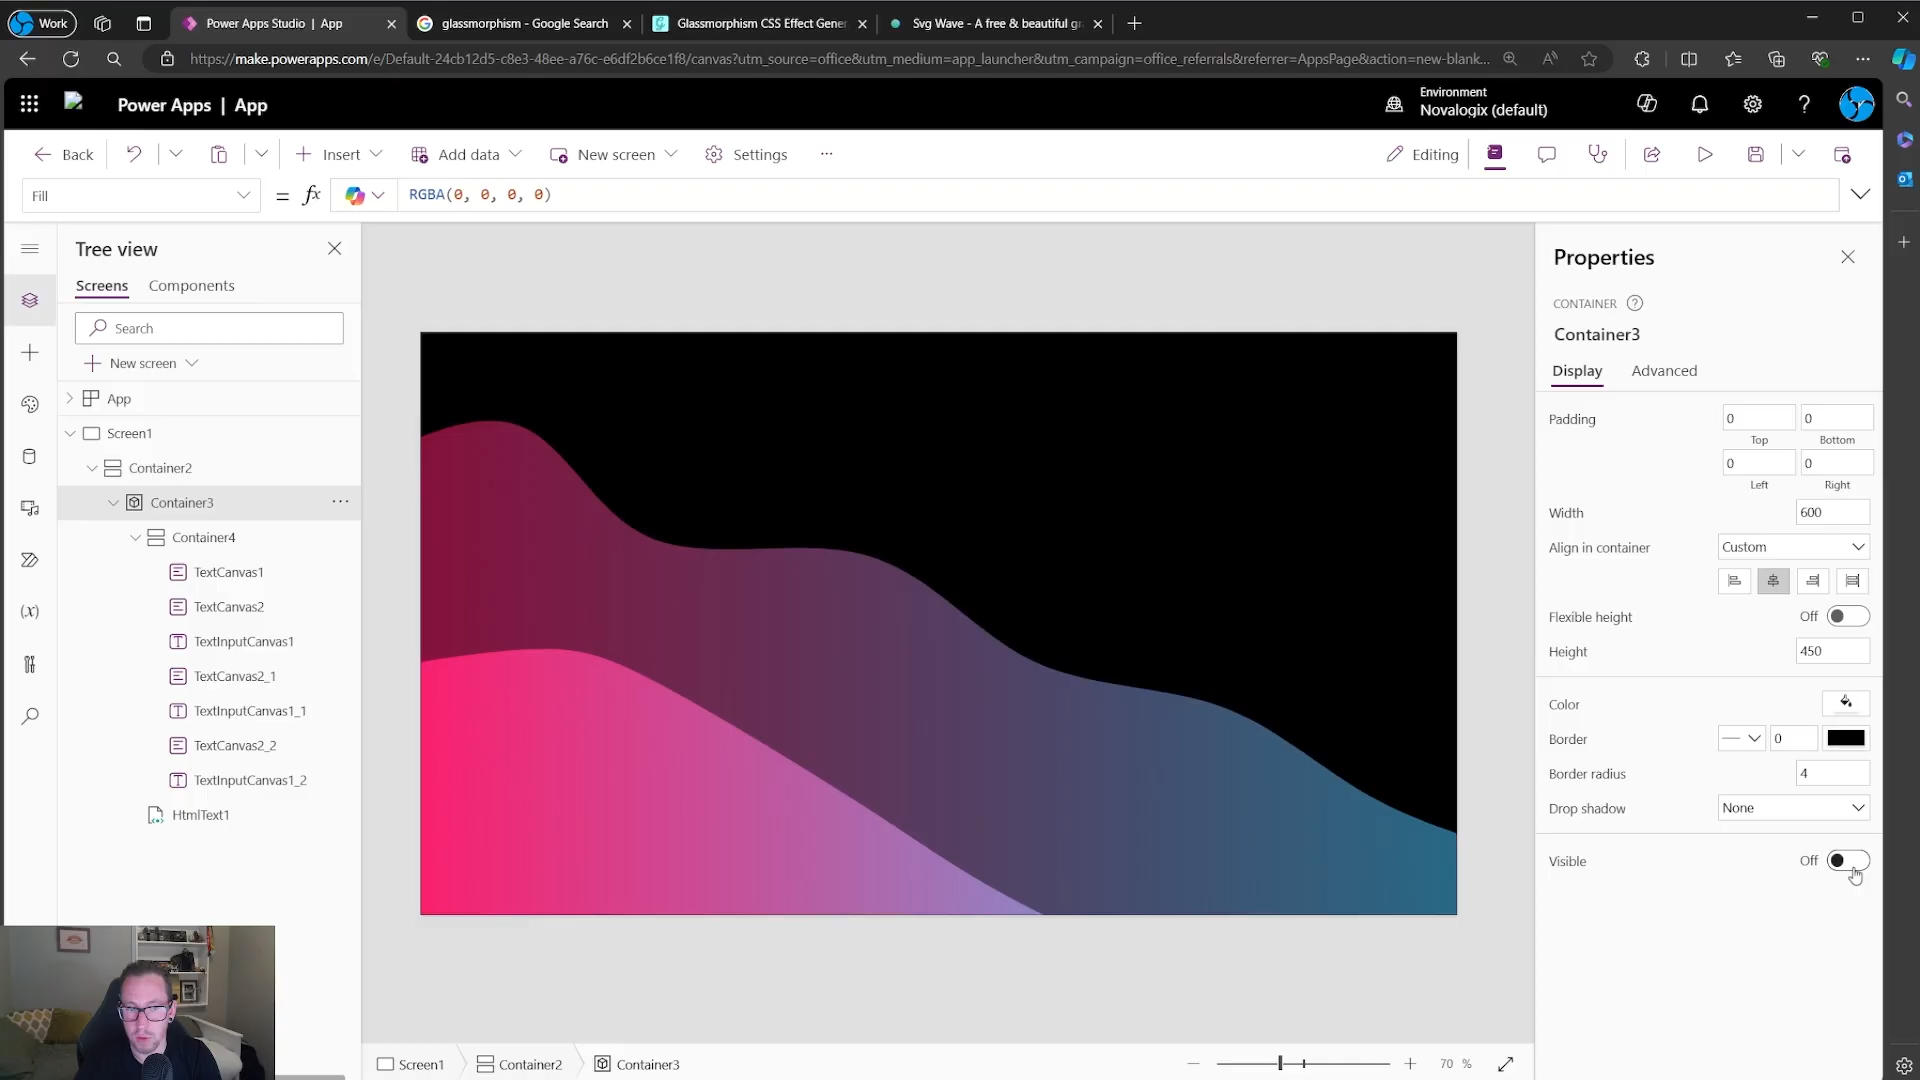 Work
Power Apps Studio | App
glassmorphism - Google Search
Glassmorphism CSS Effect Gene
Svg Wave - A free & beautiful g
https://make.powerapps.com/e/Default-24cb12d5-c8e3-48ee-a76c-e6df2b6ce1f8/canvas?utm_source=office&utm_medium=app_launcher&utm_campaign=office_referrals&referrer=AppsPage&action=new-blank...
Power Apps | App
Environment
Novalogix (default)
Back
Insert
Add data
New screen
Settings
...
Editing
Fill
= fx
RGBA(0, 0, 0, 0)
Tree view
Screens
Components
Search
New screen
App
Screen1
Container2
Container3
...
Container4
TextCanvas1
TextCanvas2
TextInputCanvas1
TextCanvas2_1
TextInputCanvas1_1
TextCanvas2_2
TextInputCanvas1_2
HtmlText1
Properties
CONTAINER
Container3
Display
Advanced
Padding
0
0
Top
Bottom
0
0
Left
Right
Width
600
Align in container
Custom
Flexible height
Off
Height
450
Color
Border
0
Border radius
4
Drop shadow
None
Visible
Off
Screen1
Container2
Container3
70 %